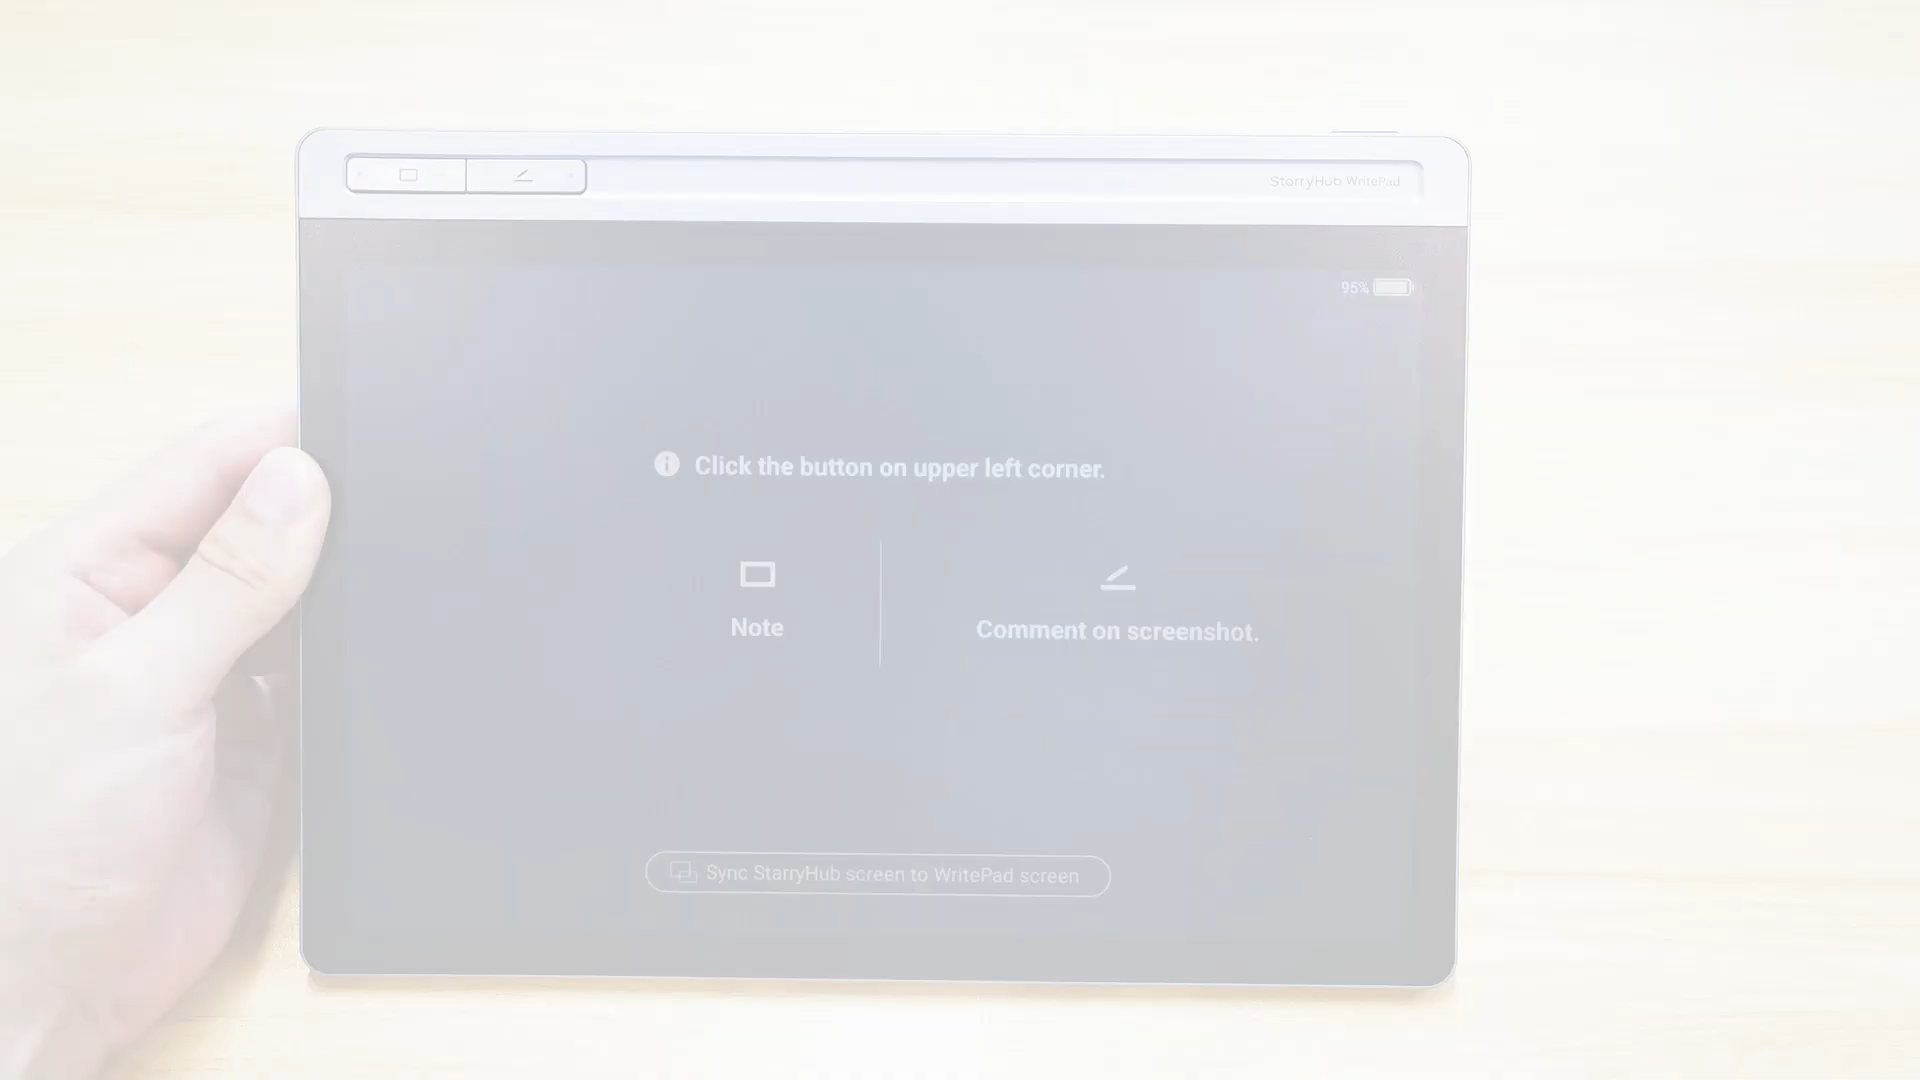 StarryHub WritePad
95%
Click the button on upper left corner.
Note
Comment on screenshot.
Sync StarryHub screen to WritePad screen